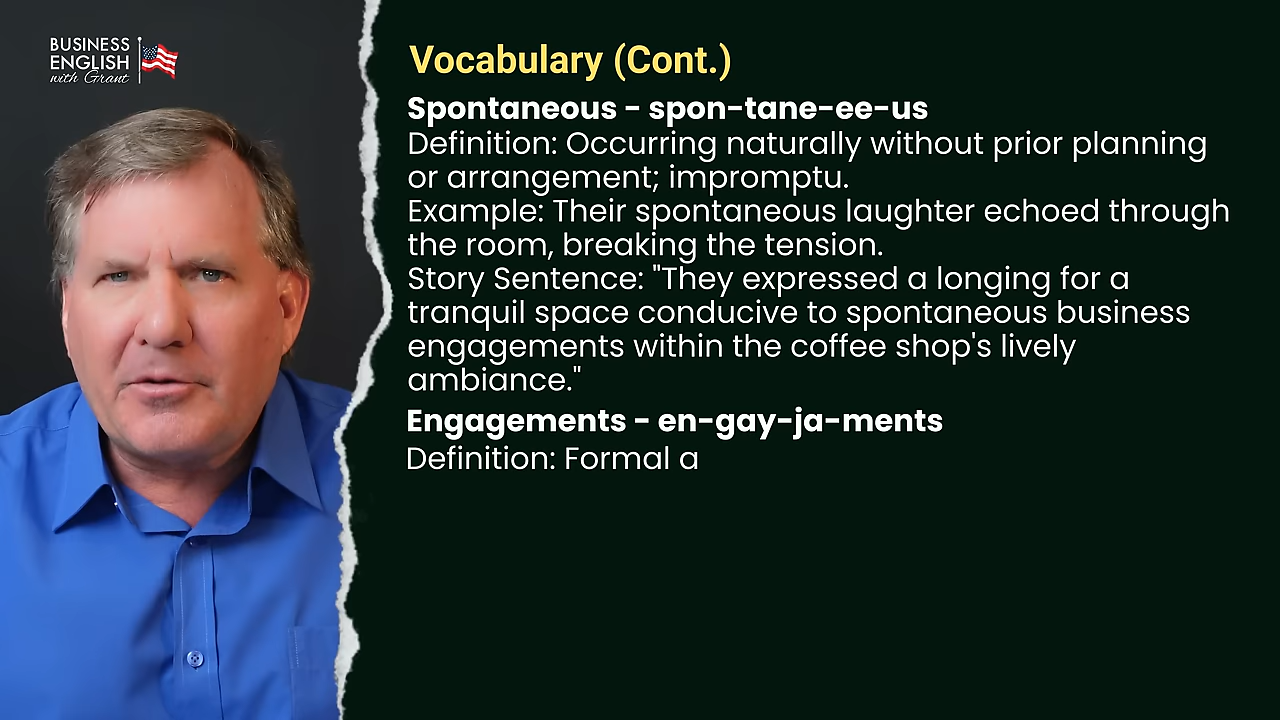 BUSINESS
ENGLISH
with Grant
Vocabulary (Cont.)
Spontaneous - spon-tane-ee-us
Definition: Occurring naturally without prior planning
or arrangement; impromptu.
Example: Their spontaneous laughter echoed through
the room, breaking the tension.
Story Sentence: "They expressed a longing for a
tranquil space conducive to spontaneous business
engagements within the coffee shop's lively
ambiance."
Engagements - en-gay-ja-ments
Definition: Formal a